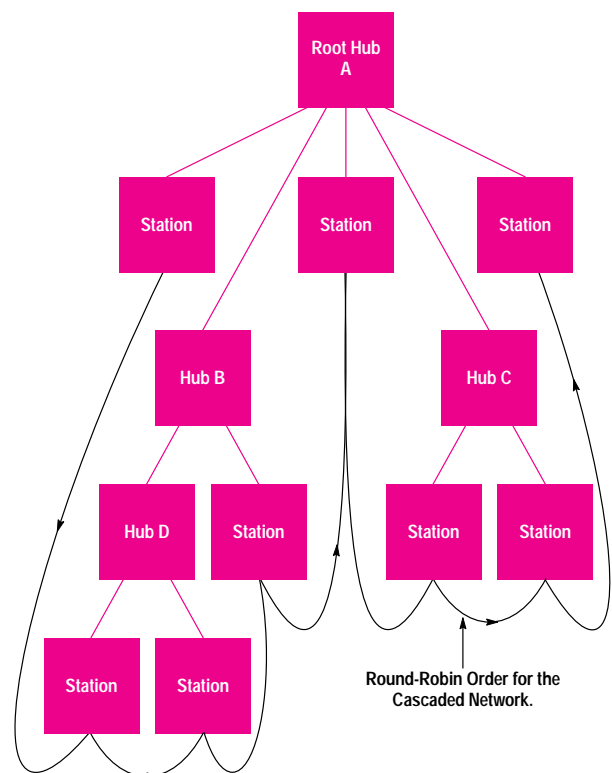 Root Hub
A
Station
Station
Station
Hub B
Hub C
Hub D
Station
Station
Station
Station
Station
Round-Robin Order for the
Cascaded Network.